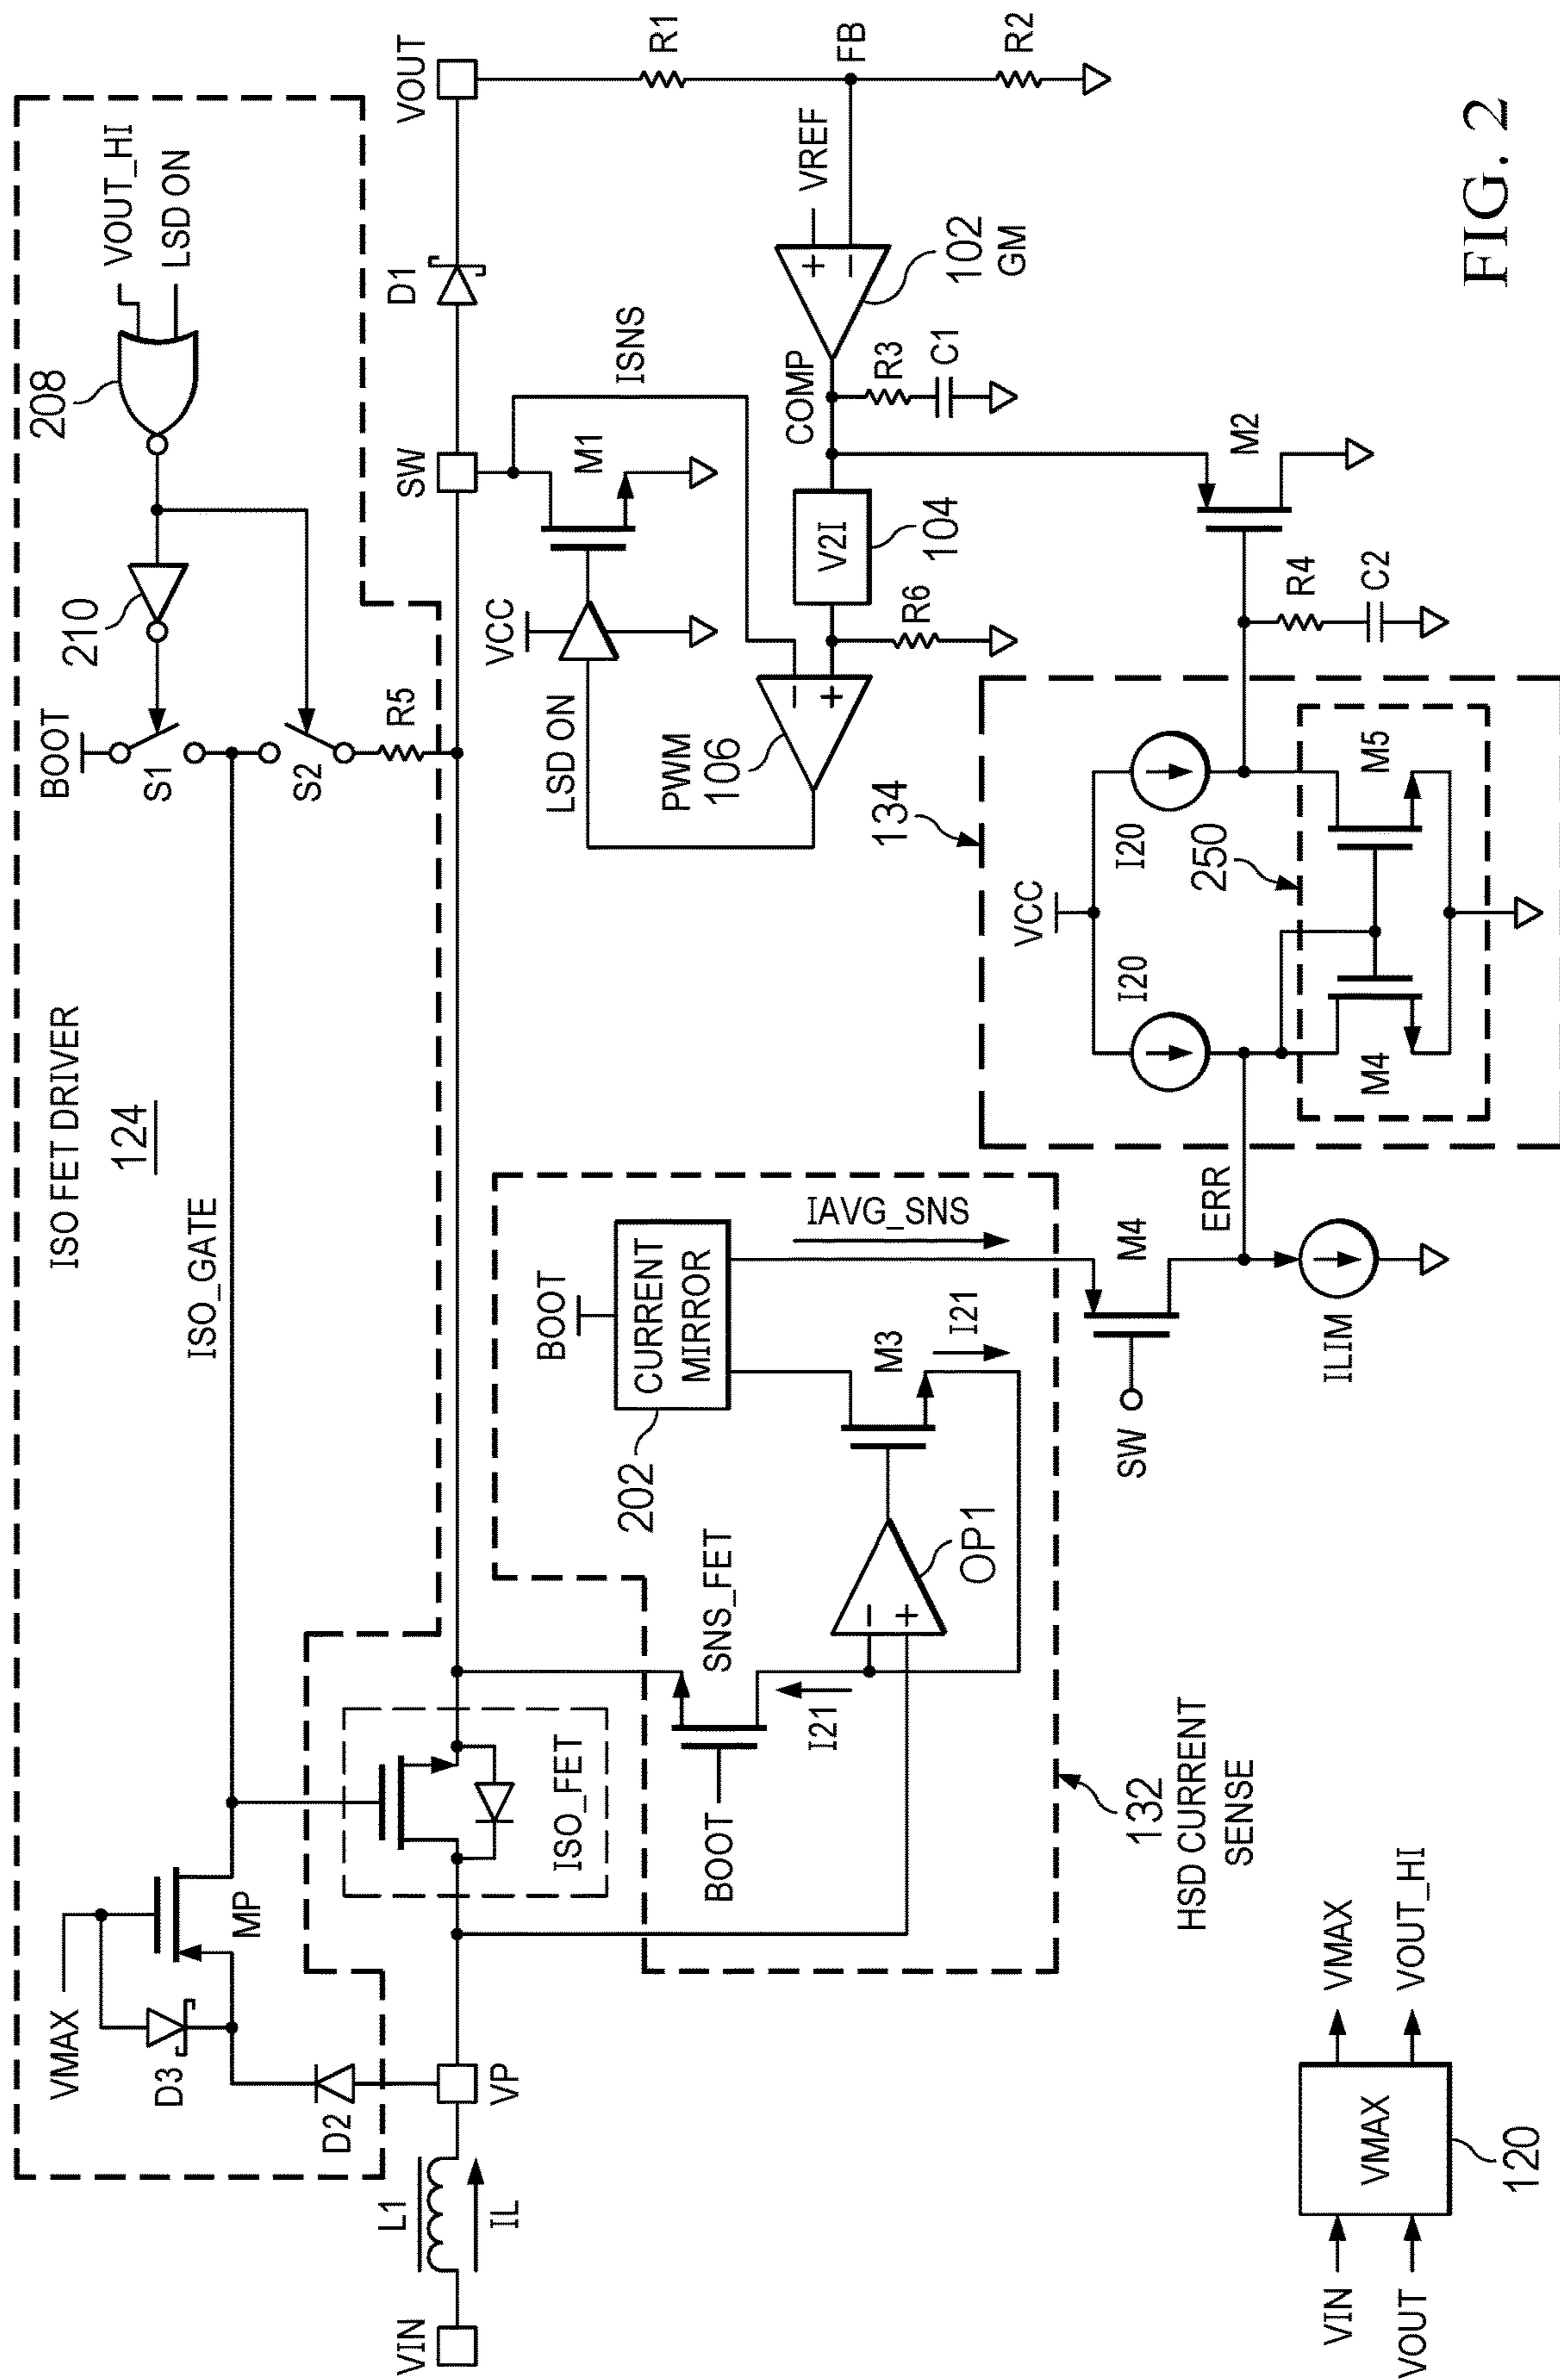 ISO FET DRIVER
124
VMAX
D3
MP
D2
ISO_GATE
BOOT
S1
S2
R5
210
208
VOUT_HI
LSD ON
VIN
L1
IL
VP
ISO_FET
SW
D1
VOUT
R1
FB
R2
BOOT
SNS_FET
I21
OP1
202
BOOT
CURRENT
MIRROR
IAVG_SNS
M3
I21
132
HSD CURRENT
SENSE
SW
M4
ERR
ILIM
LSD ON
VCC
M1
ISNS
PWM
106
V2I
104
R6
COMP
R3
C1
VREF
102
GM
+
−
−
+
−
+
134
VCC
I20
I20
250
M4
M5
R4
C2
M2
VIN
VOUT
VMAX
120
VMAX
VOUT_HI
FIG. 2